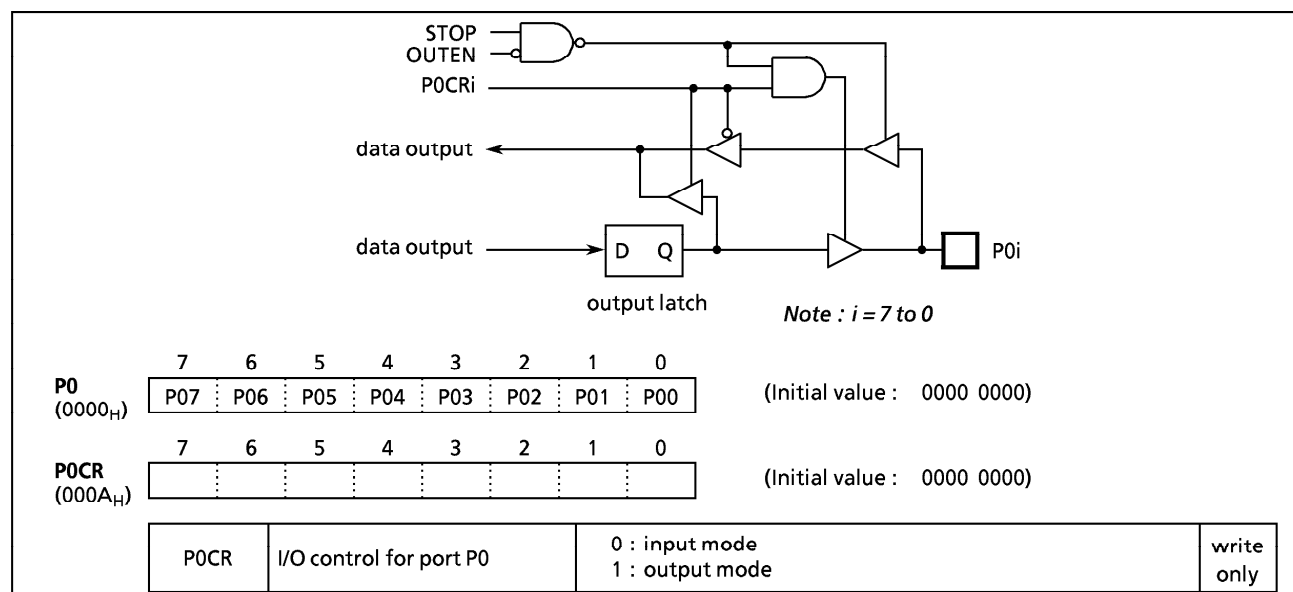 STOP
OUTEN
P0CRi
data output
data output
D Q
P0i
output latch
Note : i = 7 to 0
7 6 5 4 3 2 1 0
P0
(0000H)
P07 P06 P05 P04 P03 P02 P01 P00
(Initial value : 0000 0000)
7 6 5 4 3 2 1 0
P0CR
(000AH)
(Initial value : 0000 0000)
P0CR
I/O control for port P0
0 : input mode
1 : output mode
write
only